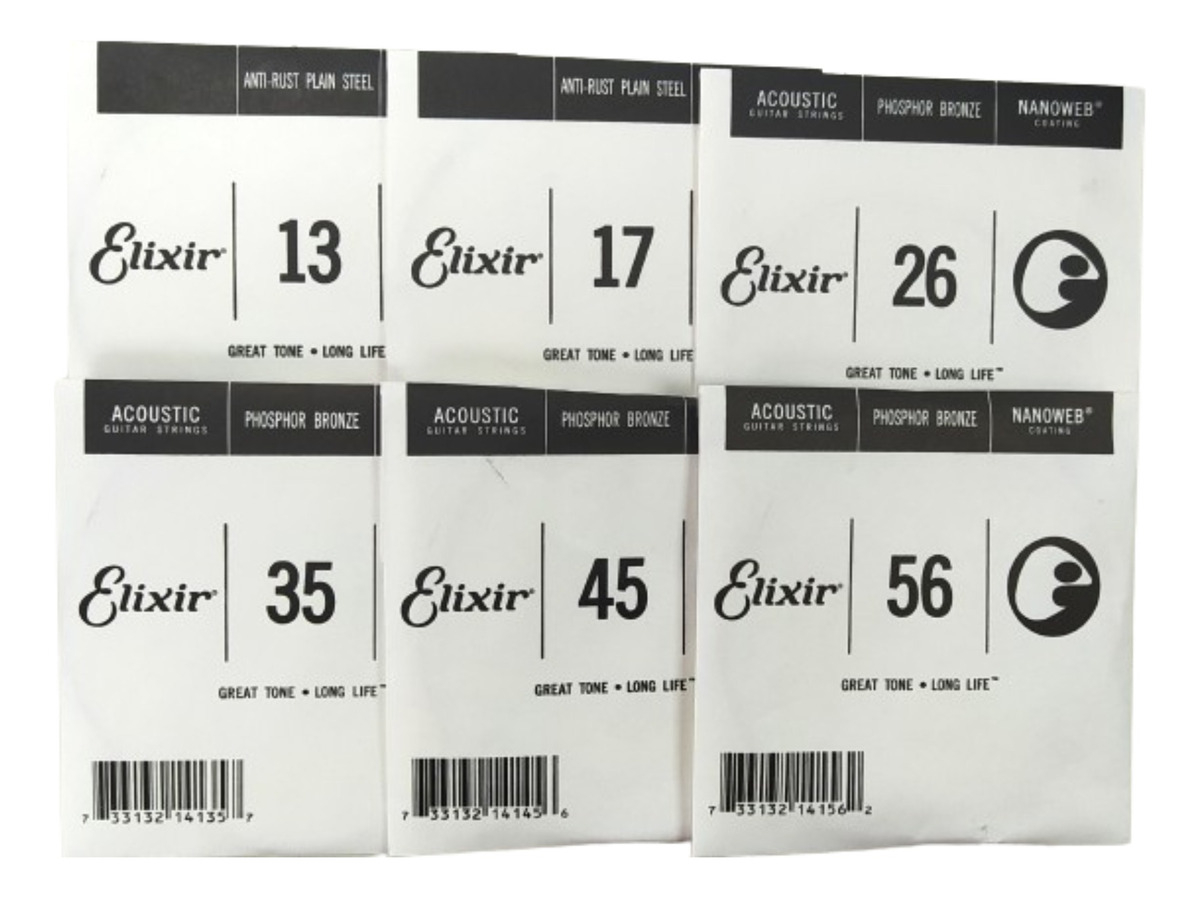 ANTI-RUST PLAIN STEEL
Elixir®
13
GREAT TONE • LONG LIFE
ANTI-RUST PLAIN STEEL
Elixir®
17
GREAT TONE • LONG LIFE
ACOUSTIC
GUITAR STRINGS
PHOSPHOR BRONZE
NANOWEB®
COATING
Elixir®
26
GREAT TONE • LONG LIFE™
ACOUSTIC
GUITAR STRINGS
PHOSPHOR BRONZE
Elixir®
35
GREAT TONE • LONG LIFE™
7 33132 14135 7
ACOUSTIC
GUITAR STRINGS
PHOSPHOR BRONZE
Elixir®
45
GREAT TONE • LONG LIFE™
7 33132 14145 6
ACOUSTIC
GUITAR STRINGS
PHOSPHOR BRONZE
NANOWEB®
COATING
Elixir®
56
GREAT TONE • LONG LIFE™
7 33132 14156 2